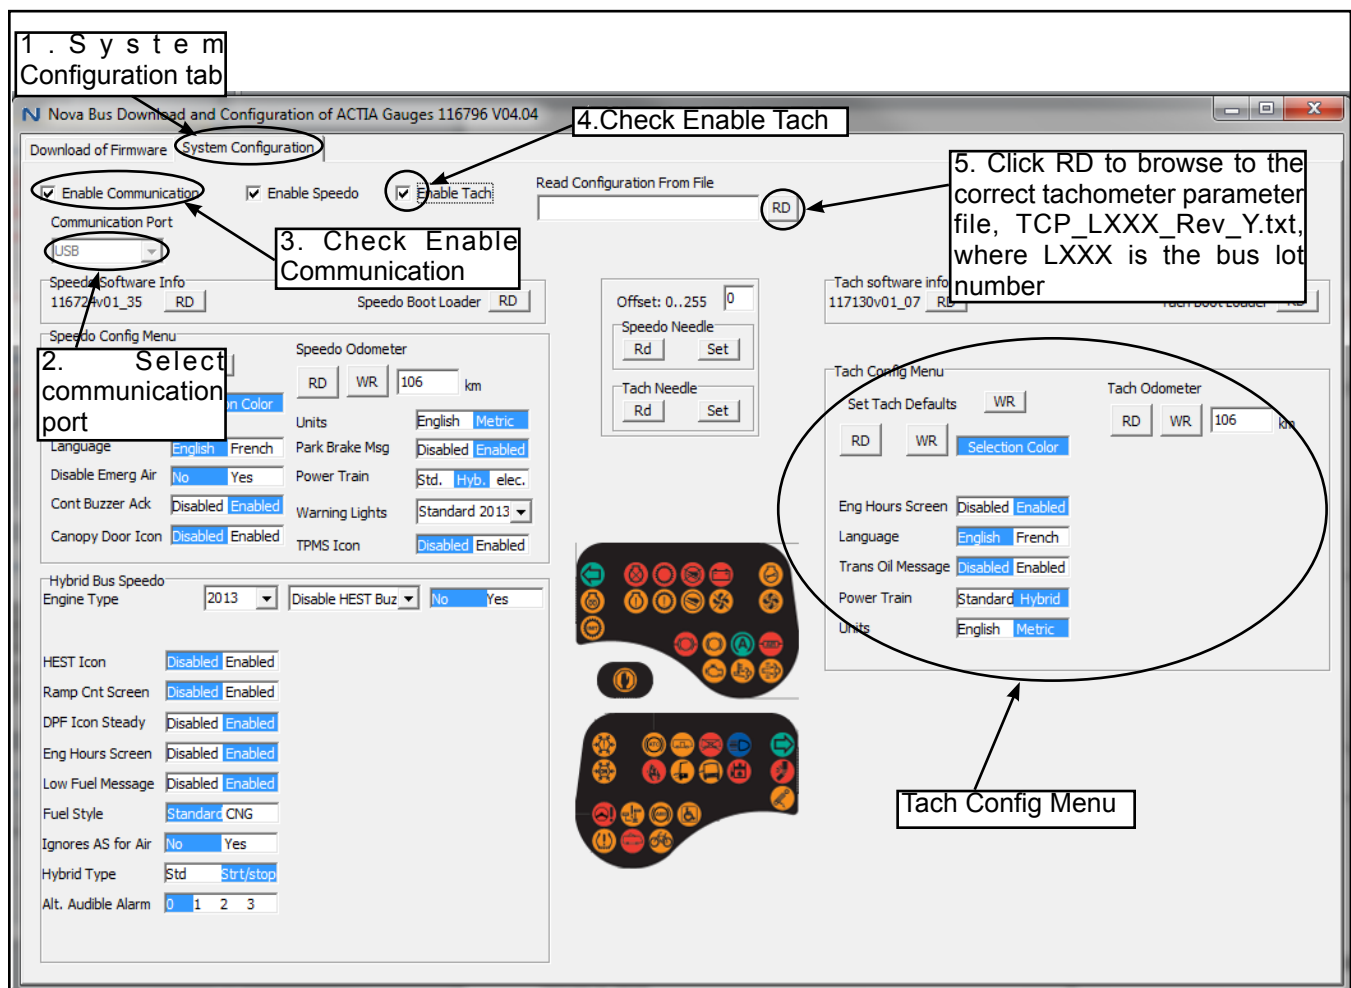 1. System
Configuration tab
Nova Bus Download and Configuration of ACTIA Gauges 116796 V04.04
4.Check Enable Tach
Download of Firmware
System Configuration
5. Click RD to browse to the
correct tachometer parameter
file, TCP_LXXX_Rev_Y.txt,
where LXXX is the bus lot
number
Enable Communication
Enable Speedo
Enable Tach
Read Configuration From File
RD
Communication Port
USB
3. Check Enable
Communication
Speedo Software Info
116724v01_35 RD
Speedo Boot Loader RD
Offset: 0..255 0
Speedo Needle
Rd Set
Tach Needle
Rd Set
Tach software info
117130v01_07 RD
Tach Boot Loader RD
Speedo Config Menu
2. Select
communication
port
Speedo Odometer
RD WR 106 km
Units English Metric
Language English French
Park Brake Msg Disabled Enabled
Disable Emerg Air No Yes
Power Train Std. Hyb. elec.
Cont Buzzer Ack Disabled Enabled
Warning Lights Standard 2013
Canopy Door Icon Disabled Enabled
TPMS Icon Disabled Enabled
Tach Config Menu
Set Tach Defaults WR
Tach Odometer
RD WR 106 km
RD WR Selection Color
Eng Hours Screen Disabled Enabled
Language English French
Trans Oil Message Disabled Enabled
Power Train Standard Hybrid
Units English Metric
Hybrid Bus Speedo
Engine Type 2013 Disable HEST Buz No Yes
HEST Icon Disabled Enabled
Ramp Cnt Screen Disabled Enabled
DPF Icon Steady Disabled Enabled
Eng Hours Screen Disabled Enabled
Low Fuel Message Disabled Enabled
Fuel Style Standard CNG
Ignores AS for Air No Yes
Hybrid Type Std Strt/stop
Alt. Audible Alarm 0 1 2 3
Tach Config Menu